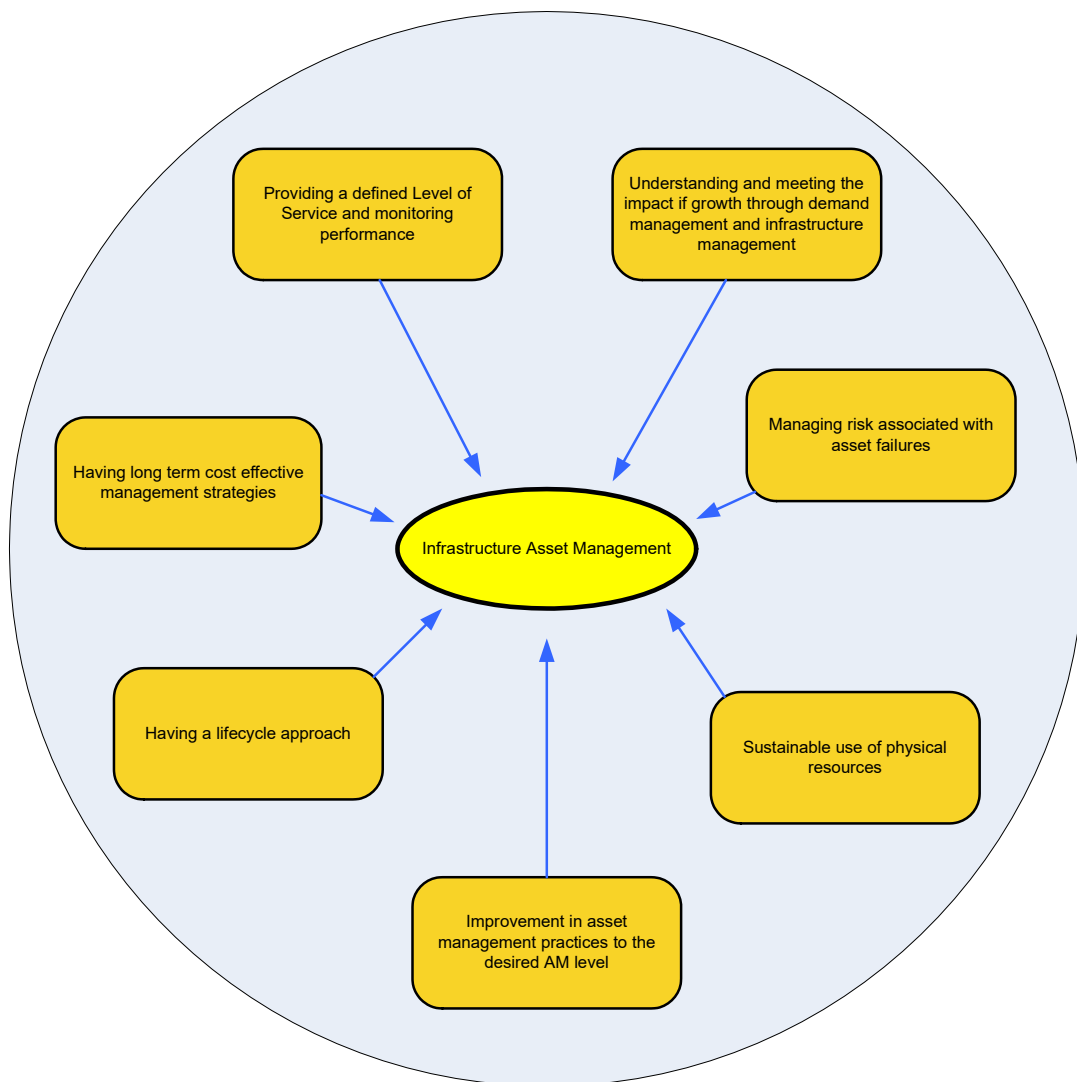 Providing a defined Level of
Service and monitoring
performance
Understanding and meeting the
impact if growth through demand
management and infrastructure
management
Managing risk associated with
asset failures
Having long term cost effective
management strategies
Infrastructure Asset Management
Having a lifecycle approach
Sustainable use of physical
resources
Improvement in asset
management practices to the
desired AM level